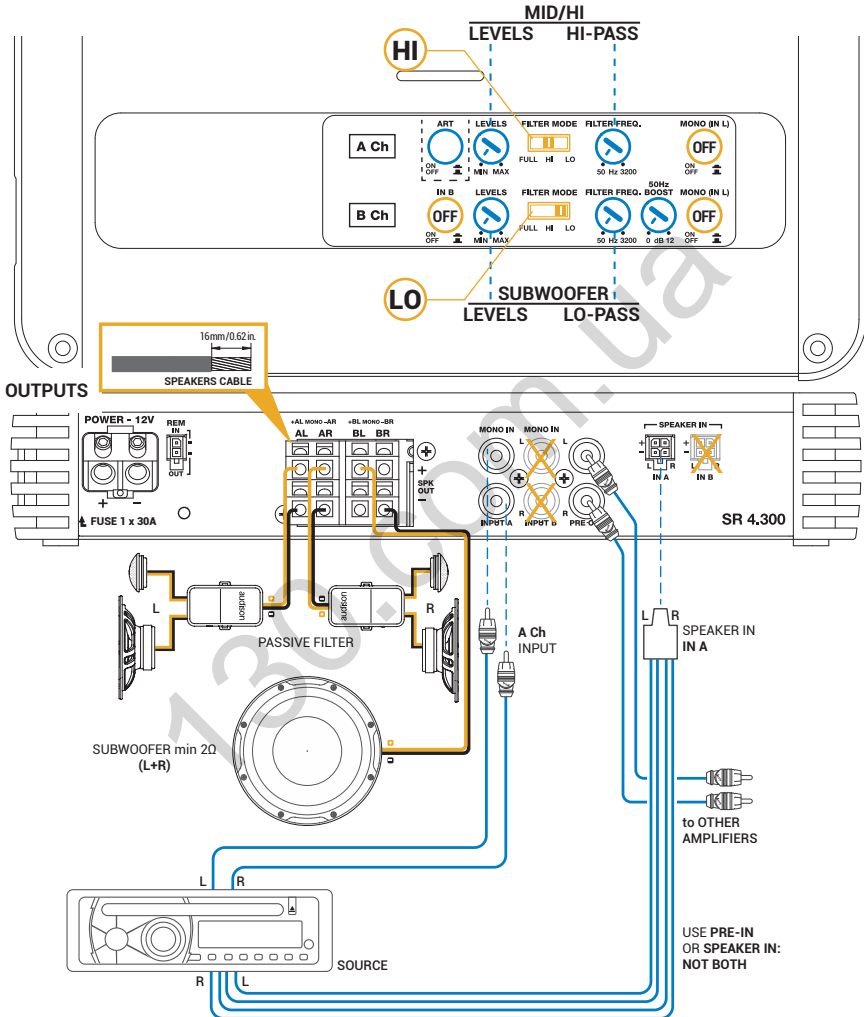 MID/HI
LEVELS HI-PASS
HI
ART LEVELS FILTER MODE FILTER FREQ. MONO (IN L)
A Ch
OFF
FULL HI LO
ON
OFF
MIN MAX
50 Hz 3200
ON
OFF
IN B LEVELS FILTER MODE FILTER FREQ. 50Hz BOOST MONO (IN L)
B Ch
OFF
OFF
FULL HI LO
ON
OFF
MIN MAX
50 Hz 3200
0 dB 12
ON
OFF
LO
SUBWOOFER
LEVELS LO-PASS
16mm/0.62in.
SPEAKERS CABLE
OUTPUTS
POWER - 12V
REM
IN
OUT
+ -
FUSE 1 x 30A
+AL MONO -AR +BL MONO -BR
AL AR BL BR
+
SPK
OUT
-
MONO IN MONO IN
L L
R R
INPUT A INPUT B PRE-O
SPEAKER IN
+
-
L R
IN A
+
-
L R
IN B
SR 4.300
L
audison
audison
R
PASSIVE FILTER
SUBWOOFER min 2Ω
(L+R)
A Ch
INPUT
L R
SPEAKER IN
IN A
to OTHER
AMPLIFIERS
L R
SOURCE
R L
USE PRE-IN
OR SPEAKER IN:
NOT BOTH
130.com.ua